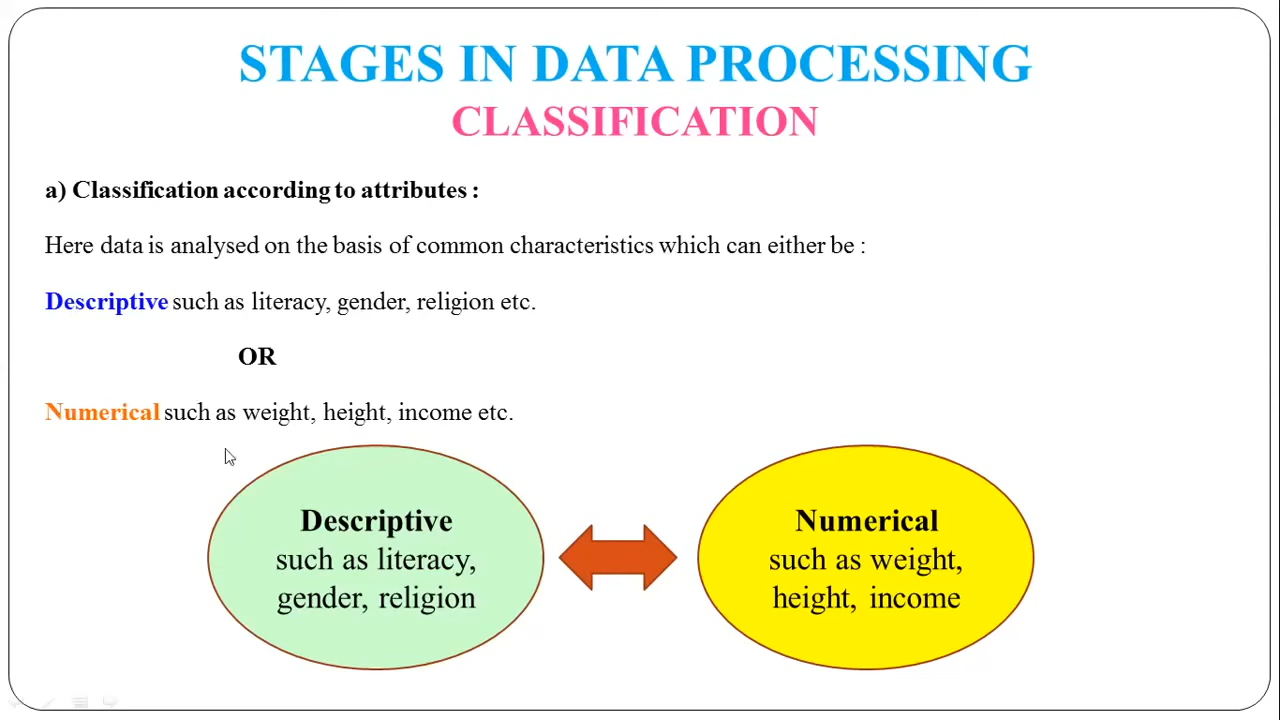 STAGES IN DATA PROCESSING
CLASSIFICATION
a) Classification according to attributes :
Here data is analysed on the basis of common characteristics which can either be :
Descriptive such as literacy, gender, religion etc.
OR
Numerical such as weight, height, income etc.
Descriptive
such as literacy,
gender, religion
Numerical
such as weight,
height, income